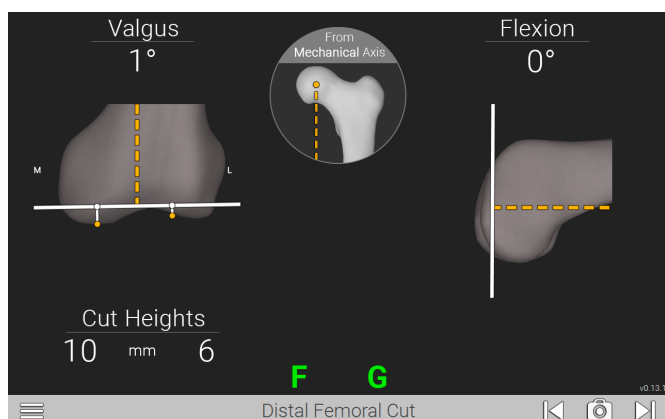 Valgus
1°
From
Mechanical Axis
Flexion
0°
M
L
Cut Heights
10 mm 6
F G
v0.13.1
Distal Femoral Cut